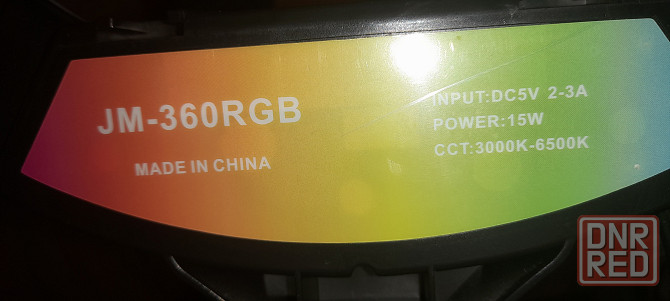 JM-360RGB
MADE IN CHINA
INPUT:DC5V 2-3A
POWER:15W
CCT:3000K-6500K
DNR
RED